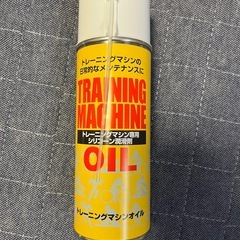 トレーニングマシンの
日常的なメンテナンスに
TRAINING
MACHINE
トレーニングマシン専用
シリコーン潤滑剤
OIL
トレーニングマシンオイル